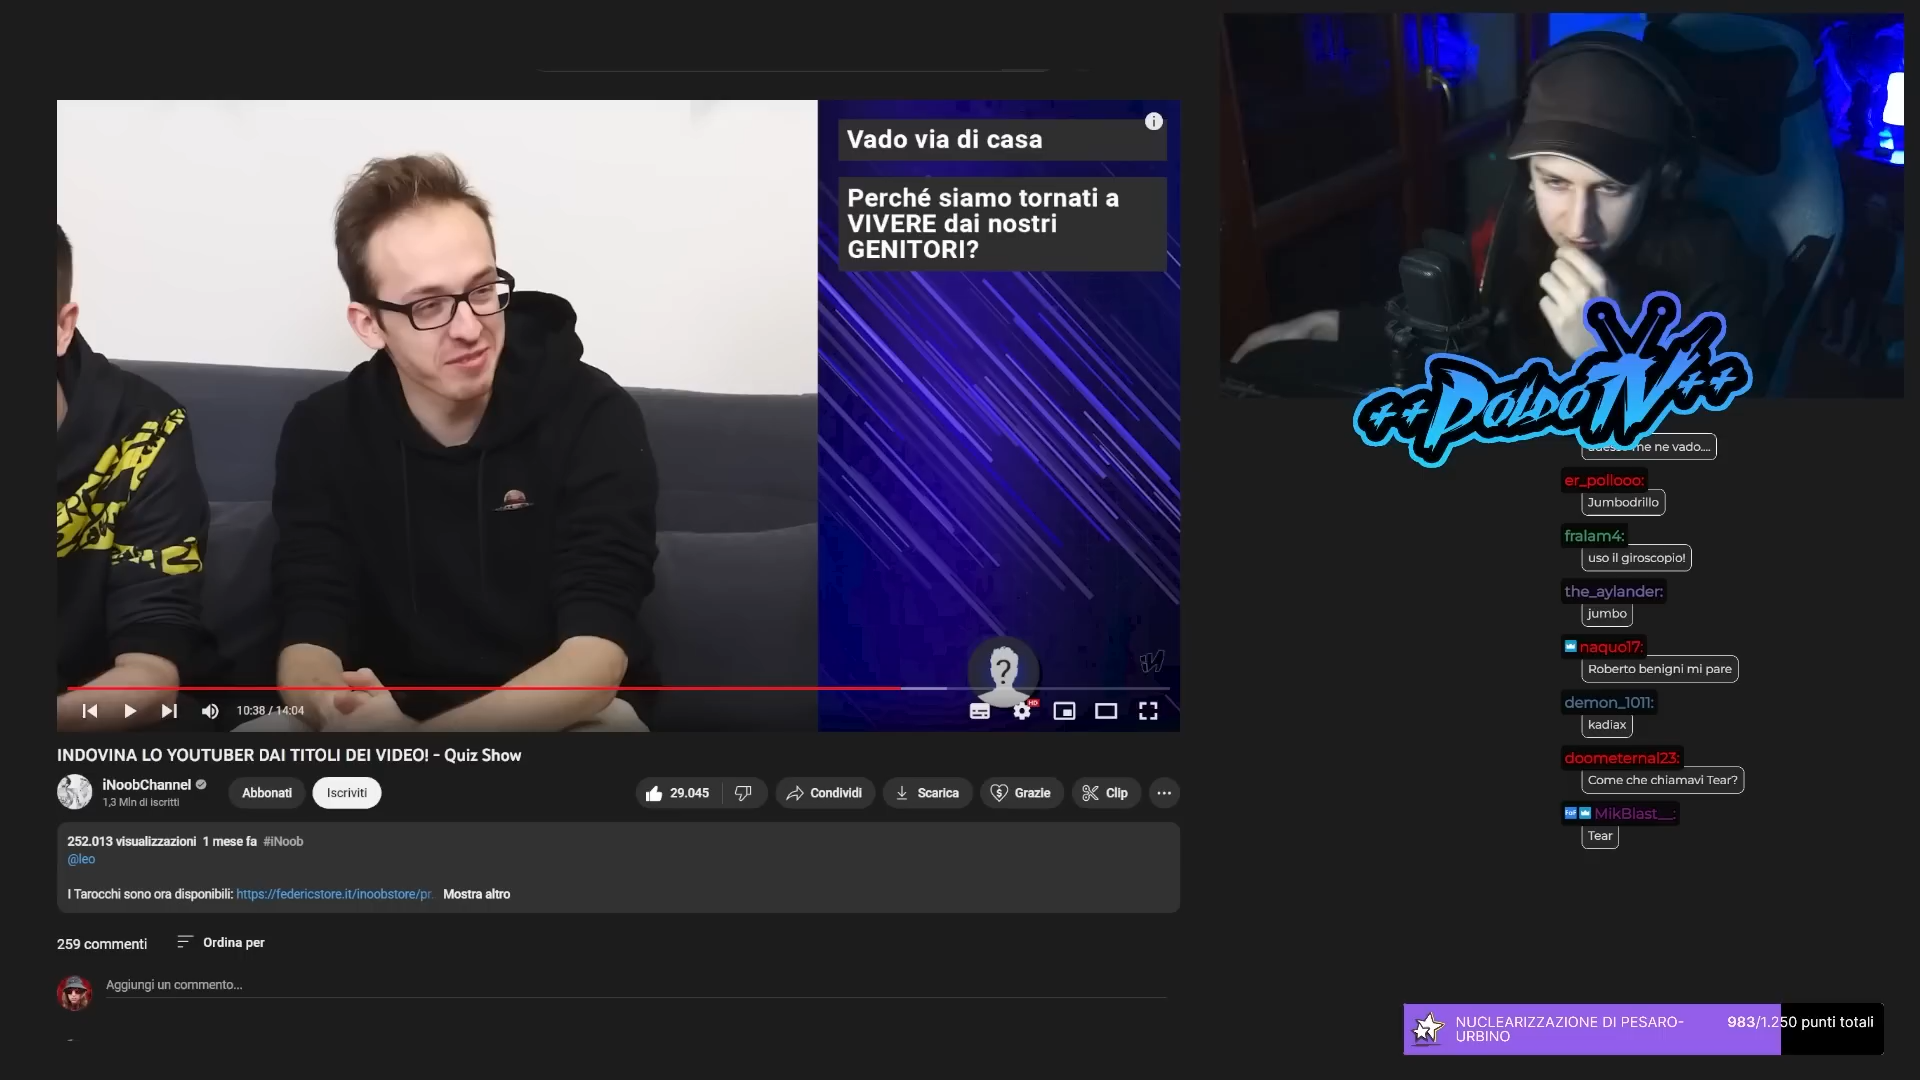 Vado via di casa
Perché siamo tornati a
VIVERE dai nostri
GENITORI?
?
HD
10:38 / 14:04
INDOVINA LO YOUTUBER DAI TITOLI DEI VIDEO! - Quiz Show
iNoobChannel
1,3 Mln di iscritti
Abbonati
Iscriviti
29.045
Condividi
Scarica
Grazie
Clip
252.013 visualizzazioni 1 mese fa #iNoob
@leo
I Tarocchi sono ora disponibili: https://federicstore.it/inoobstore/pr Mostra altro
259 commenti
Ordina per
Aggiungi un commento...
++POLDOTV++
me ne vado....
er_pollooo:
Jumbodrillo
fralam4:
uso il giroscopio!
the_aylander:
jumbo
naquo17:
Roberto benigni mi pare
demon_1011:
kadiax
doometernal23:
Come che chiamavi Tear?
MikBlast__:
Tear
NUCLEARIZZAZIONE DI PESARO-
URBINO
983/1.250 punti totali